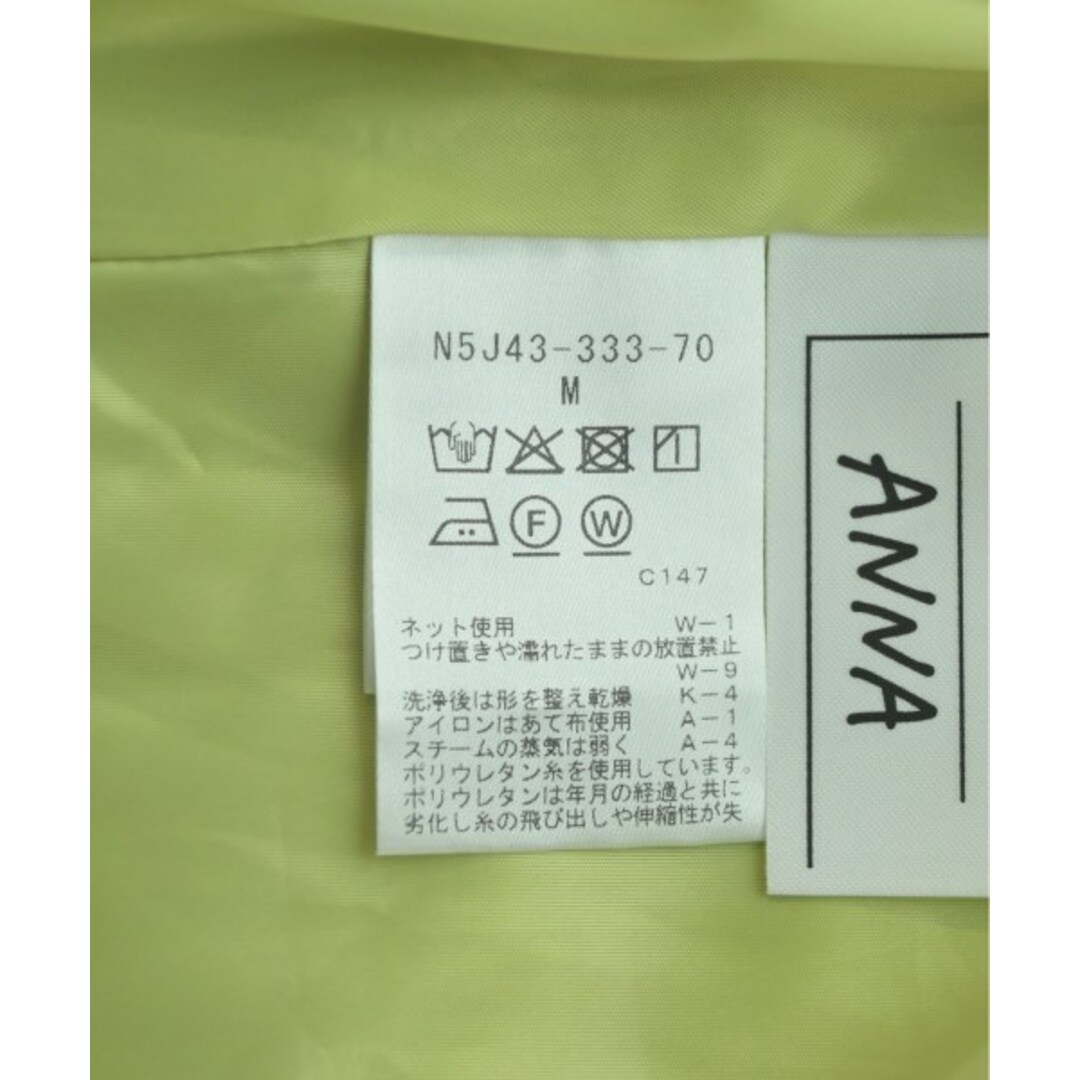 N5J43-333-70
M
F W
C147
ネット使用 W-1
つけ置きや濡れたままの放置禁止
W-9
洗浄後は形を整え乾燥 K-4
アイロンはあて布使用 A-1
スチームの蒸気は弱く A-4
ポリウレタン糸を使用しています。
ポリウレタンは年月の経過と共に
劣化し糸の飛び出しや伸縮性が失
ANNA